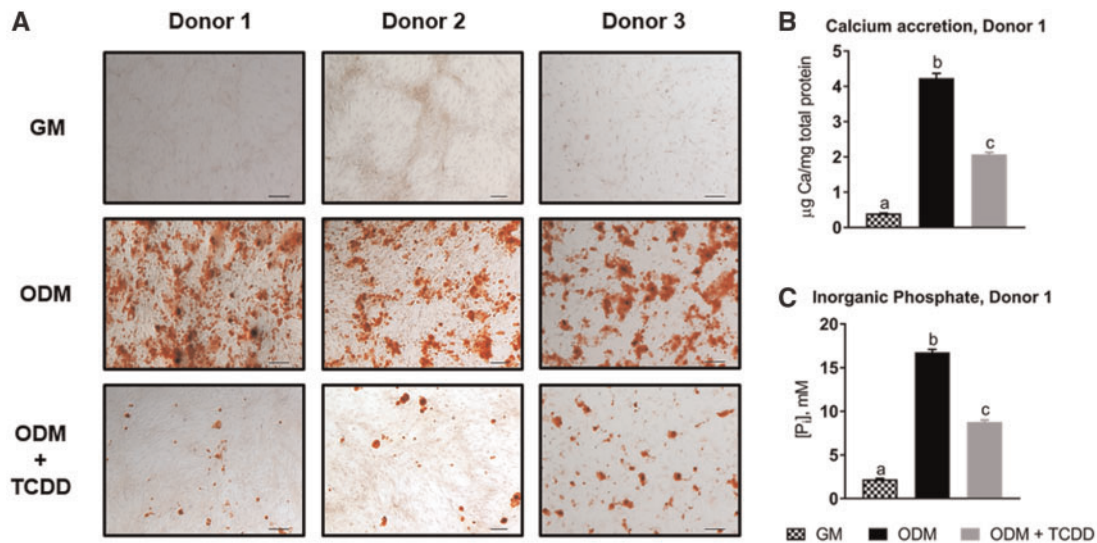 A
Donor 1
Donor 2
Donor 3
GM
ODM
ODM
+
TCDD
B
Calcium accretion, Donor 1
µg Ca/mg total protein
5
4
3
2
1
0
a
b
c
C
Inorganic Phosphate, Donor 1
[Pi], mM
20
15
10
5
0
a
b
c
GM
ODM
ODM + TCDD